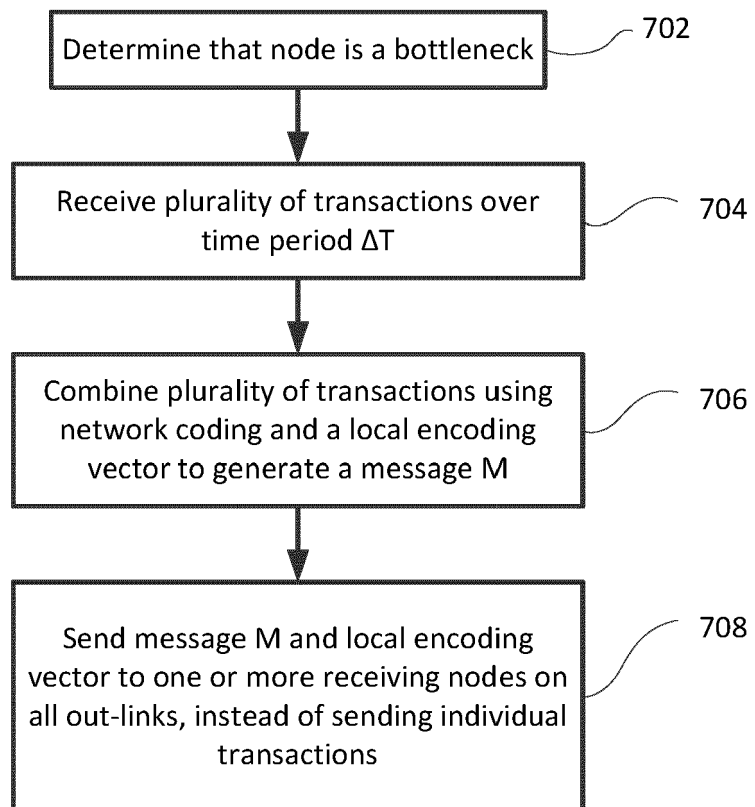 Determine that node is a bottleneck
702
Receive plurality of transactions over
time period ΔT
704
Combine plurality of transactions using
network coding and a local encoding
vector to generate a message M
706
Send message M and local encoding
vector to one or more receiving nodes on
all out-links, instead of sending individual
transactions
708